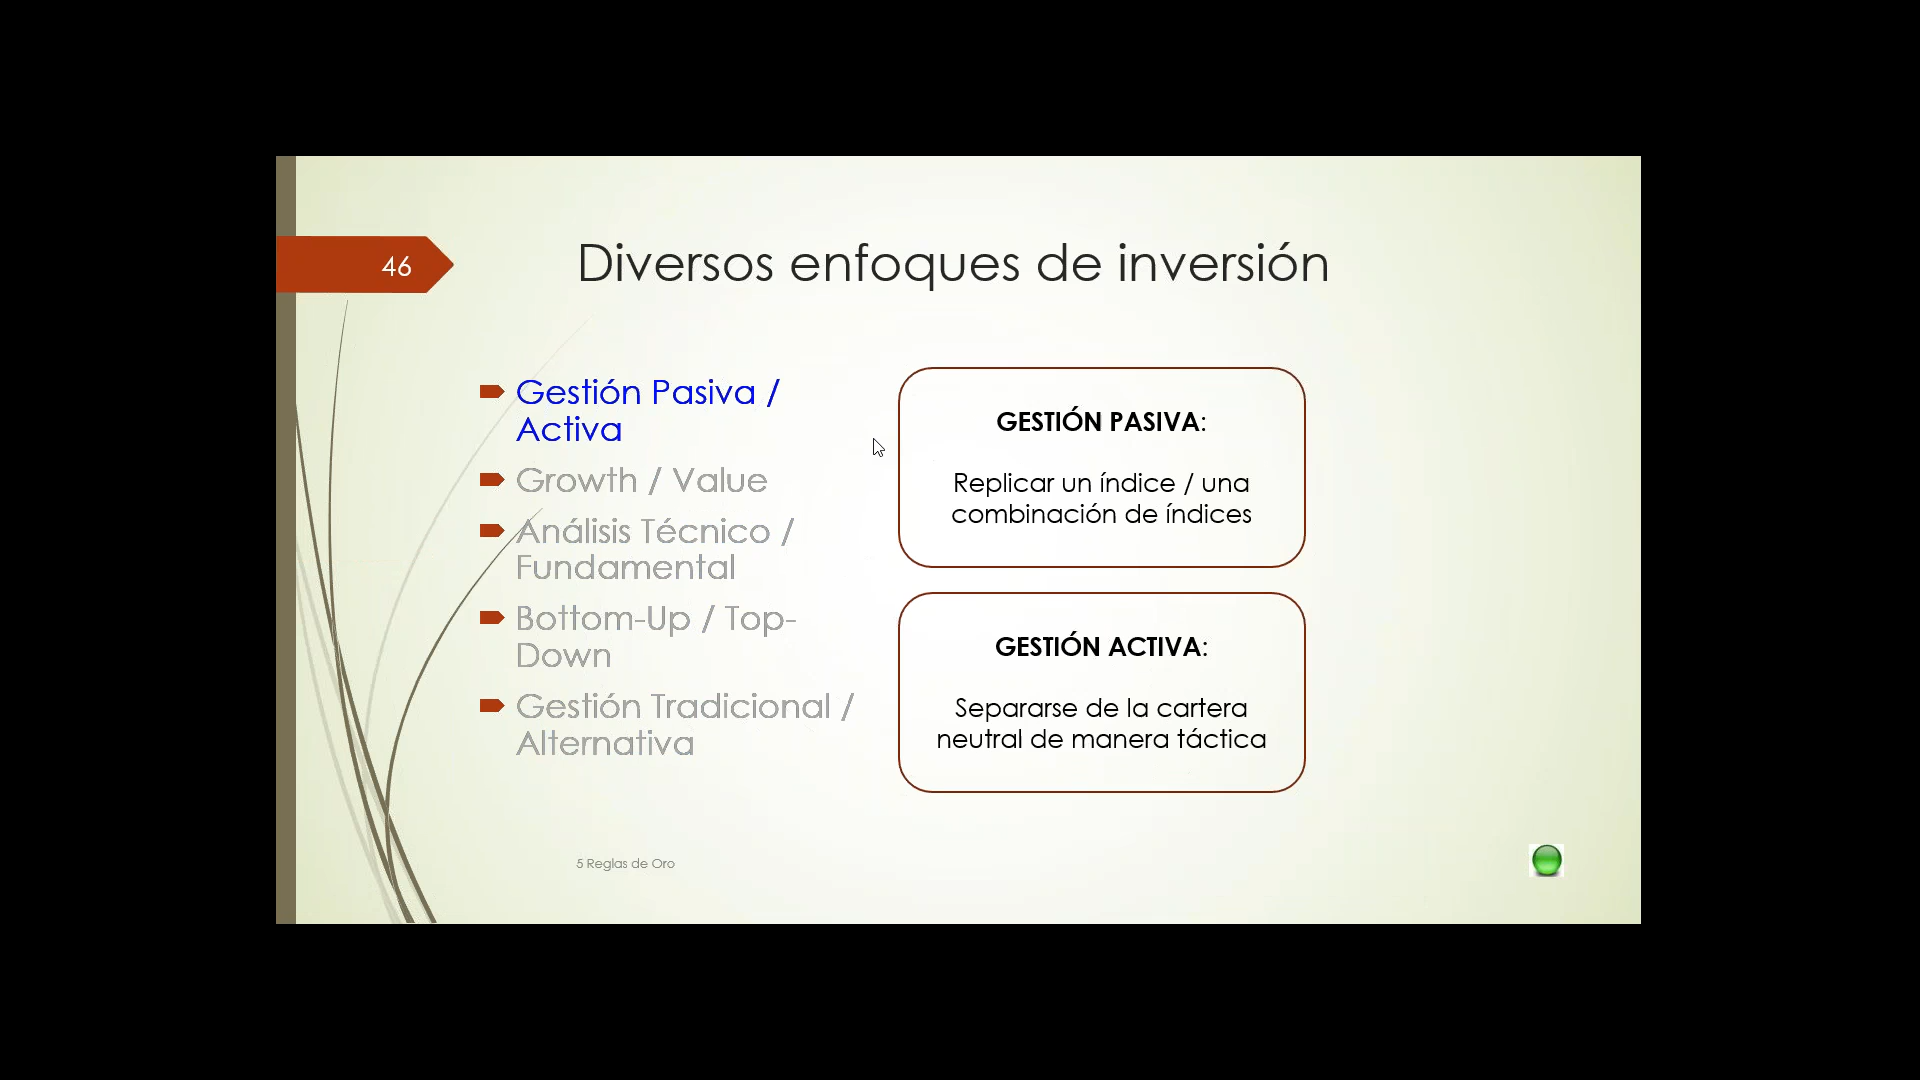 46
Diversos enfoques de inversión
Gestión Pasiva /
Activa
Growth / Value
Análisis Técnico /
Fundamental
Bottom-Up / Top-
Down
Gestión Tradicional /
Alternativa
GESTIÓN PASIVA:
Replicar un índice / una
combinación de índices
GESTIÓN ACTIVA:
Separarse de la cartera
neutral de manera táctica
5 Reglas de Oro